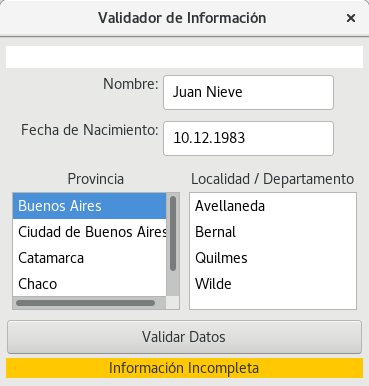 Validador de Información
Nombre: Juan Nieve
Fecha de Nacimiento: 10.12.1983
Provincia Localidad / Departamento
Buenos Aires Avellaneda
Ciudad de Buenos Aires Bernal
Catamarca Quilmes
Chaco Wilde
Validar Datos
Información Incompleta